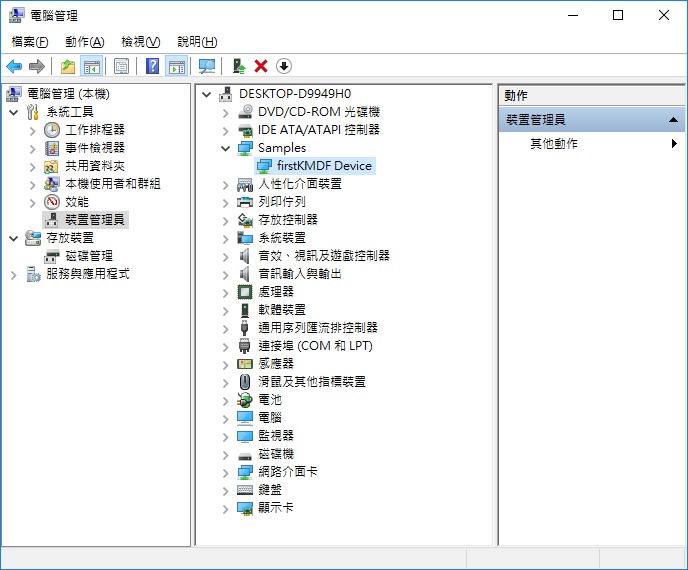 電腦管理
檔案(F) 動作(A) 檢視(V) 說明(H)
電腦管理 (本機)
系統工具
工作排程器
事件檢視器
共用資料夾
本機使用者和群組
效能
裝置管理員
存放裝置
磁碟管理
服務與應用程式
DESKTOP-D9949H0
DVD/CD-ROM 光碟機
IDE ATA/ATAPI 控制器
Samples
firstKMDF Device
人性化介面裝置
列印佇列
存放控制器
系統裝置
音效、視訊及遊戲控制器
音訊輸入與輸出
處理器
軟體裝置
通用序列匯流排控制器
連接埠 (COM 和 LPT)
感應器
滑鼠及其他指標裝置
電池
電腦
監視器
磁碟機
網路介面卡
鍵盤
顯示卡
動作
裝置管理員
其他動作